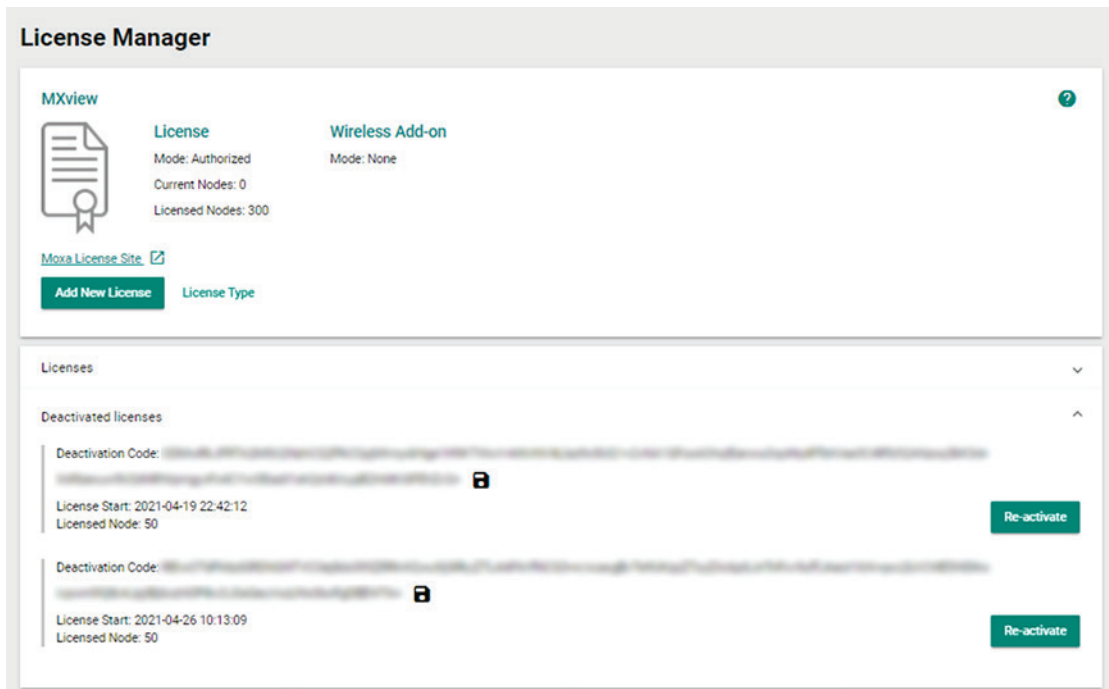 License Manager
MXview
License
Wireless Add-on
Mode: Authorized
Mode: None
Current Nodes: 0
Licensed Nodes: 300
Moxa License Site
Add New License
License Type
Licenses
Deactivated licenses
Deactivation Code:
License Start: 2021-04-19 22:42:12
Licensed Node: 50
Re-activate
Deactivation Code:
License Start: 2021-04-26 10:13:09
Licensed Node: 50
Re-activate